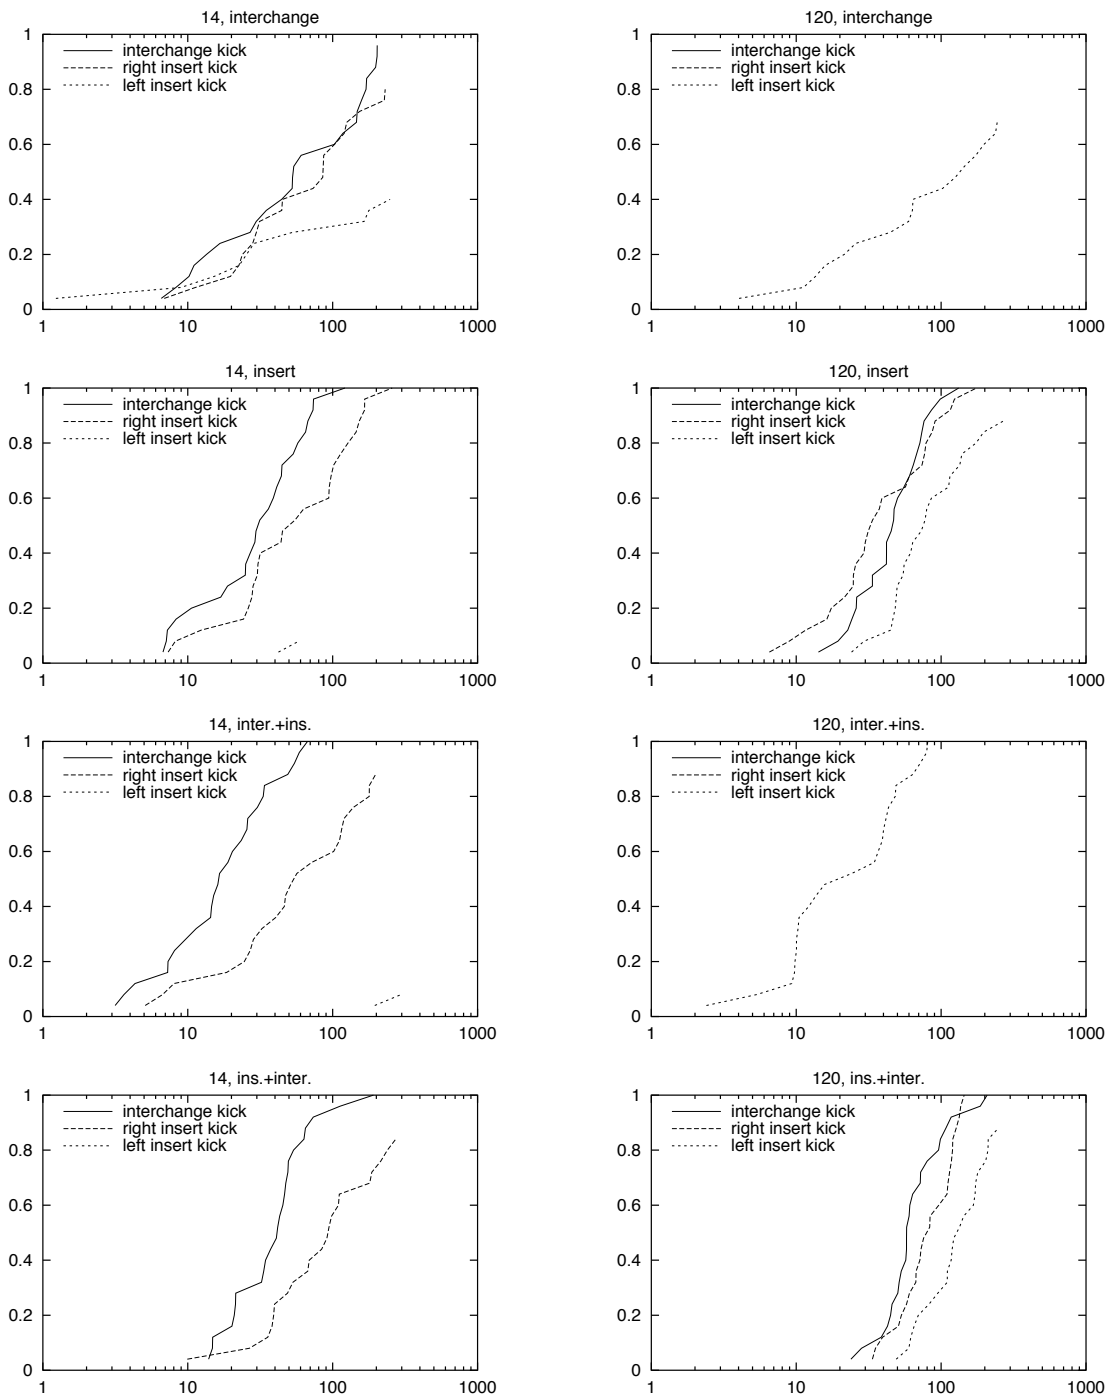 14, interchange
1
0.8
0.6
0.4
0.2
0
interchange kick
right insert kick
left insert kick
1 10 100 1000
120, interchange
1
0.8
0.6
0.4
0.2
0
interchange kick
right insert kick
left insert kick
1 10 100 1000
14, insert
1
0.8
0.6
0.4
0.2
0
interchange kick
right insert kick
left insert kick
1 10 100 1000
120, insert
1
0.8
0.6
0.4
0.2
0
interchange kick
right insert kick
left insert kick
1 10 100 1000
14, inter.+ins.
1
0.8
0.6
0.4
0.2
0
interchange kick
right insert kick
left insert kick
1 10 100 1000
120, inter.+ins.
1
0.8
0.6
0.4
0.2
0
interchange kick
right insert kick
left insert kick
1 10 100 1000
14, ins.+inter.
1
0.8
0.6
0.4
0.2
0
interchange kick
right insert kick
left insert kick
1 10 100 1000
120, ins.+inter.
1
0.8
0.6
0.4
0.2
0
interchange kick
right insert kick
left insert kick
1 10 100 1000